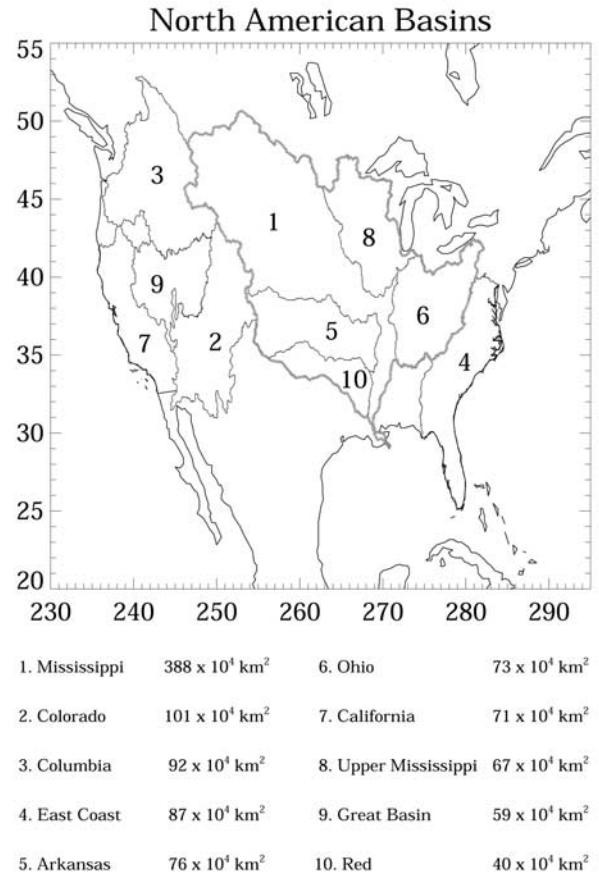 North American Basins
55
50
45
40
35
30
25
20
230 240 250 260 270 280 290
3
1
8
9
6
7
2
5
4
10
1. Mississippi 388 x 10⁴ km² 6. Ohio 73 x 10⁴ km²
2. Colorado 101 x 10⁴ km² 7. California 71 x 10⁴ km²
3. Columbia 92 x 10⁴ km² 8. Upper Mississippi 67 x 10⁴ km²
4. East Coast 87 x 10⁴ km² 9. Great Basin 59 x 10⁴ km²
5. Arkansas 76 x 10⁴ km² 10. Red 40 x 10⁴ km²